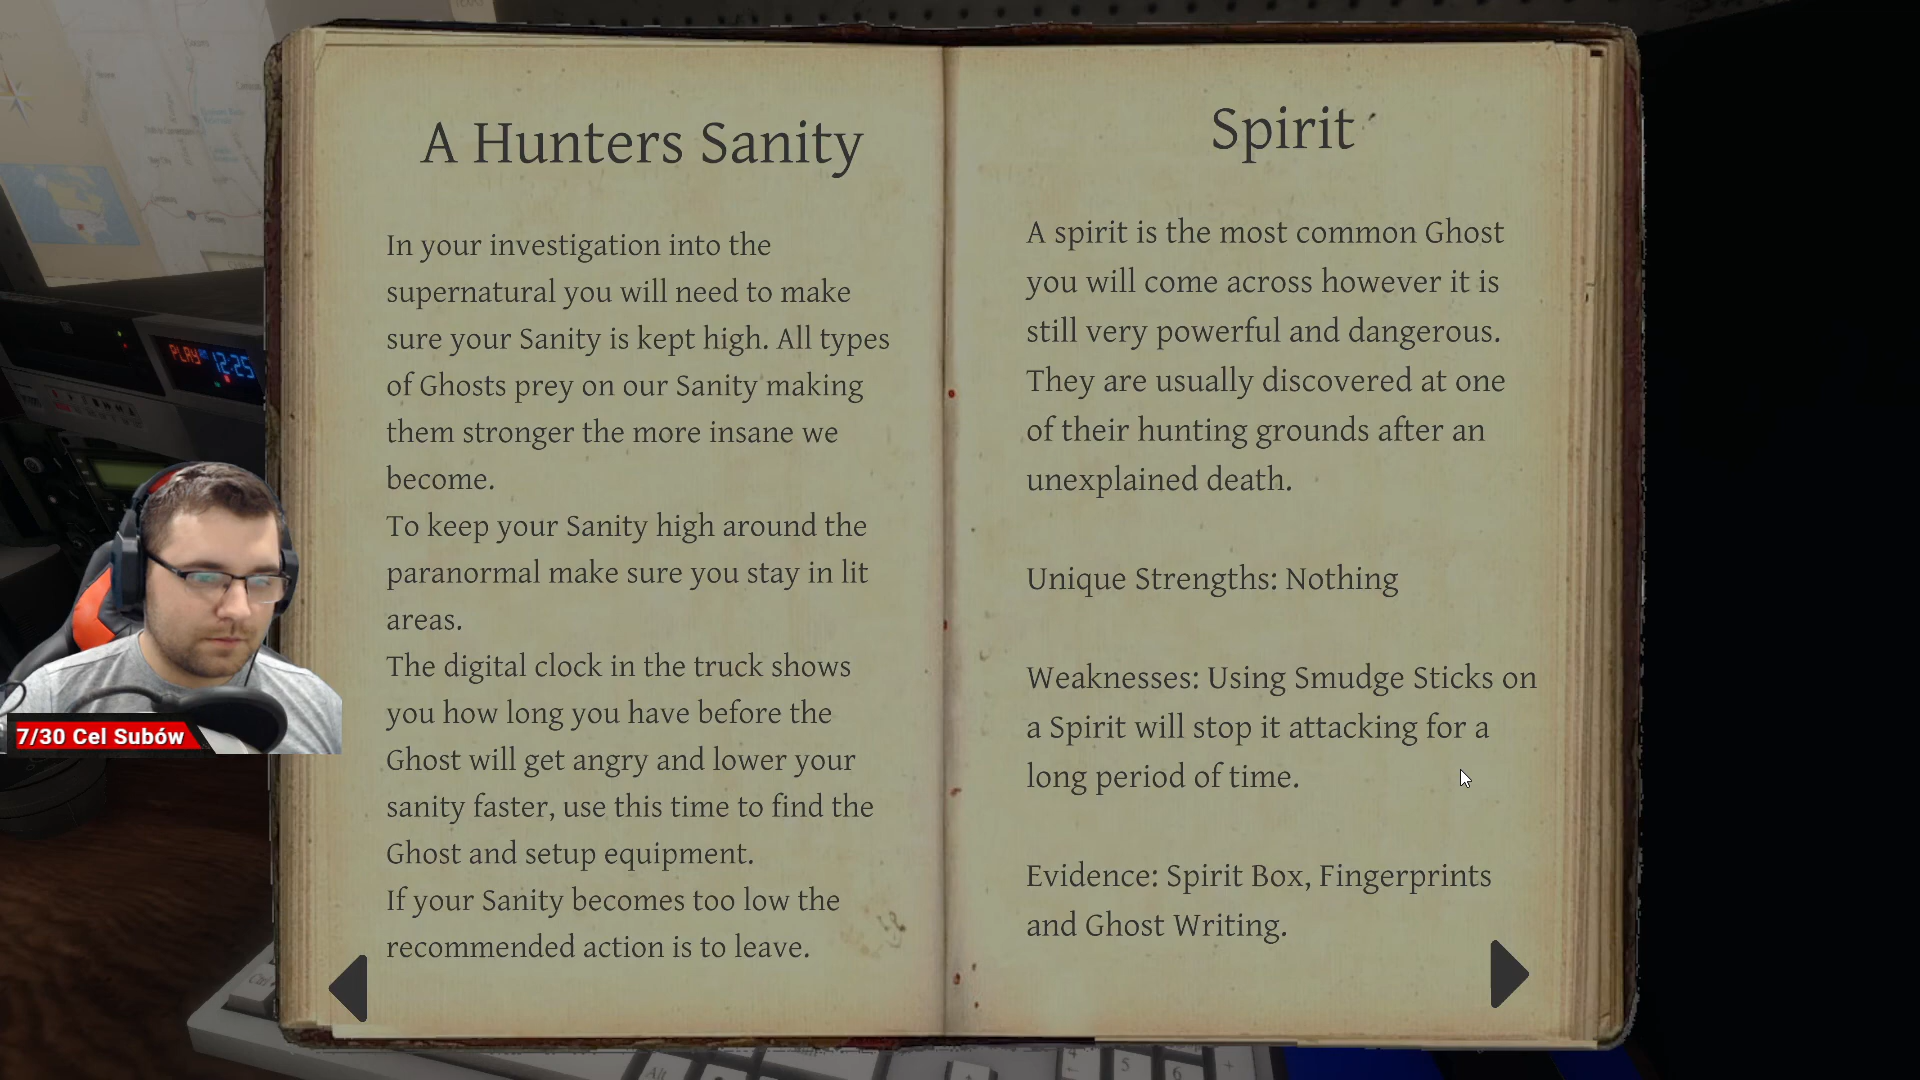 A Hunters Sanity
In your investigation into the
supernatural you will need to make
sure your Sanity is kept high. All types
of Ghosts prey on our Sanity making
them stronger the more insane we
become.
To keep your Sanity high around the
paranormal make sure you stay in lit
areas.
The digital clock in the truck shows
you how long you have before the
Ghost will get angry and lower your
sanity faster, use this time to find the
Ghost and setup equipment.
If your Sanity becomes too low the
recommended action is to leave.
Spirit
A spirit is the most common Ghost
you will come across however it is
still very powerful and dangerous.
They are usually discovered at one
of their hunting grounds after an
unexplained death.
Unique Strengths: Nothing
Weaknesses: Using Smudge Sticks on
a Spirit will stop it attacking for a
long period of time.
Evidence: Spirit Box, Fingerprints
and Ghost Writing.
PLAY 12:25
7/30 Cel Subów
Ctrl
Alt
4
5
6
+